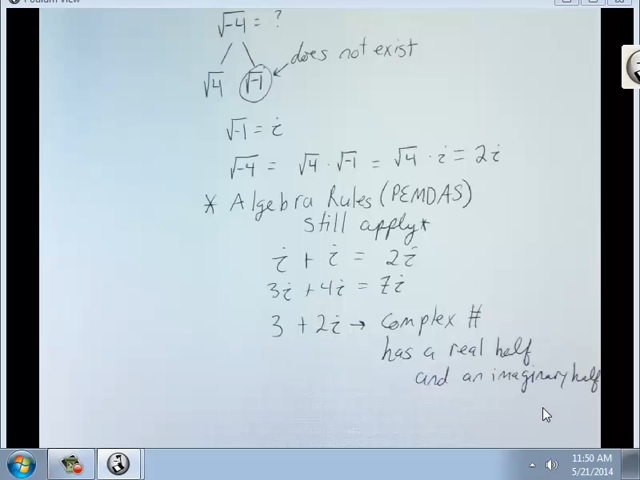 Podium View
√-4 = ?
√4 √-1 does not exist
√-1 = i
√-4 = √4 · √-1 = √4 · i = 2i
* Algebra Rules (PEMDAS)
still apply*
i + i = 2i
3i + 4i = 7i
3 + 2i → Complex #
has a real half
and an imaginary half
11:50 AM
5/21/2014